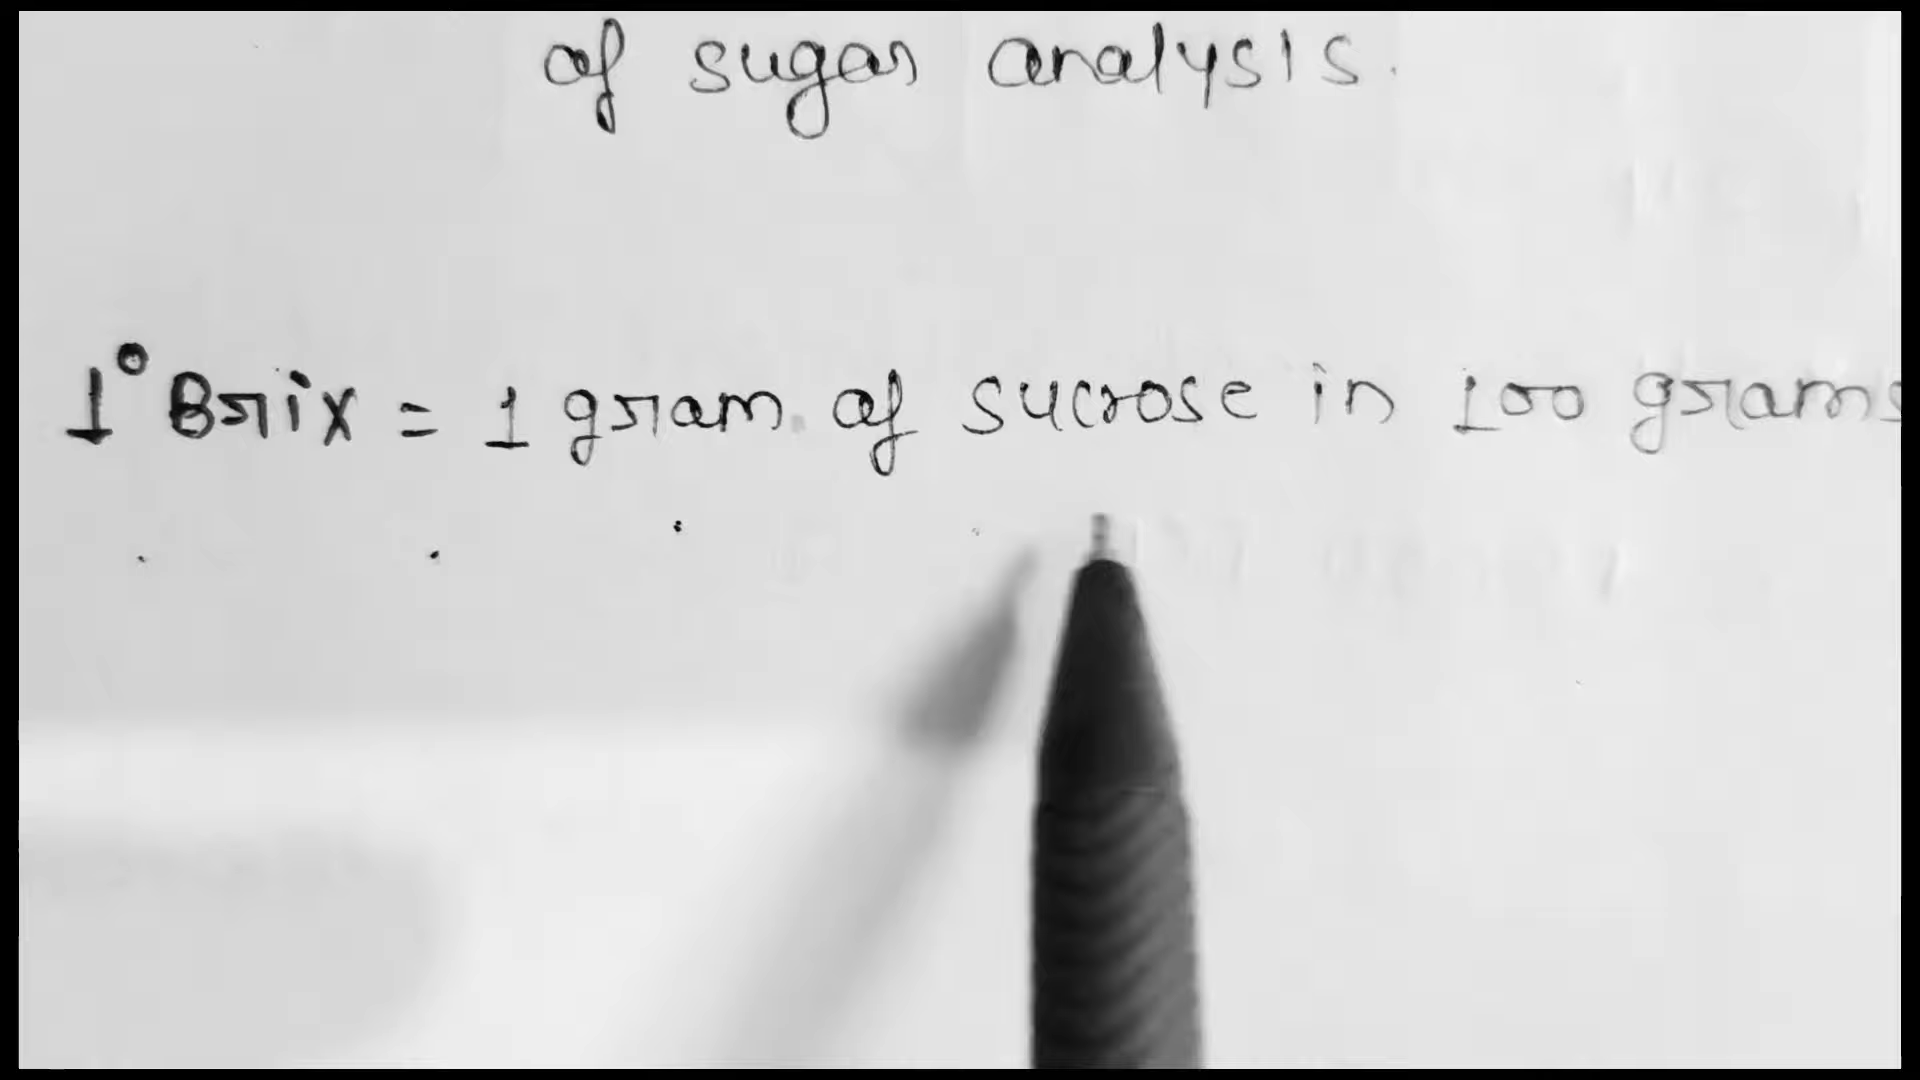 of sugar analysis.
1° Brix = 1 gram of sucrose in 100 grams